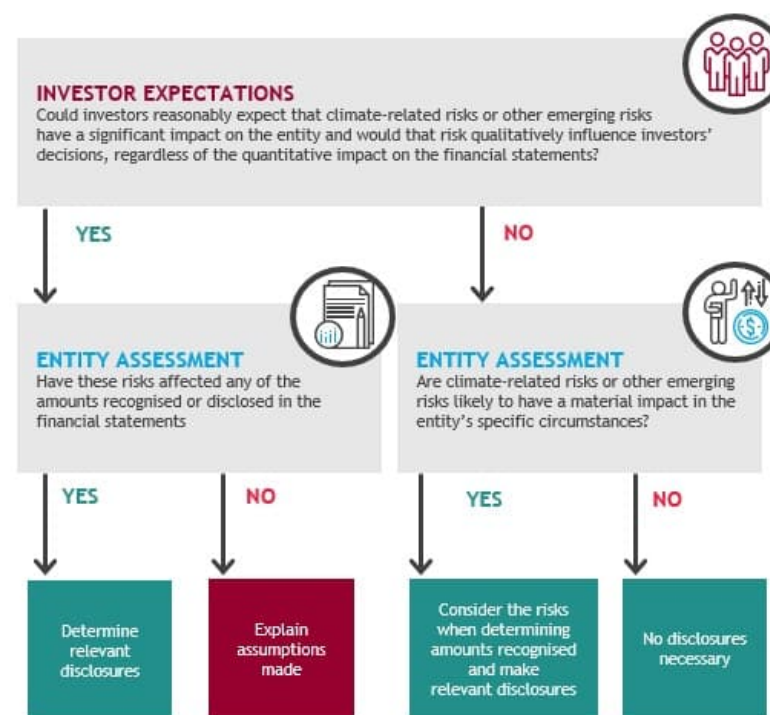 INVESTOR EXPECTATIONS
Could investors reasonably expect that climate-related risks or other emerging risks
have a significant impact on the entity and would that risk qualitatively influence investors’
decisions, regardless of the quantitative impact on the financial statements?
YES
NO
ENTITY ASSESSMENT
Have these risks affected any of the
amounts recognised or disclosed in the
financial statements
ENTITY ASSESSMENT
Are climate-related risks or other emerging
risks likely to have a material impact in the
entity’s specific circumstances?
YES
NO
YES
NO
Determine
relevant
disclosures
Explain
assumptions
made
Consider the risks
when determining
amounts recognised
and make
relevant disclosures
No disclosures
necessary